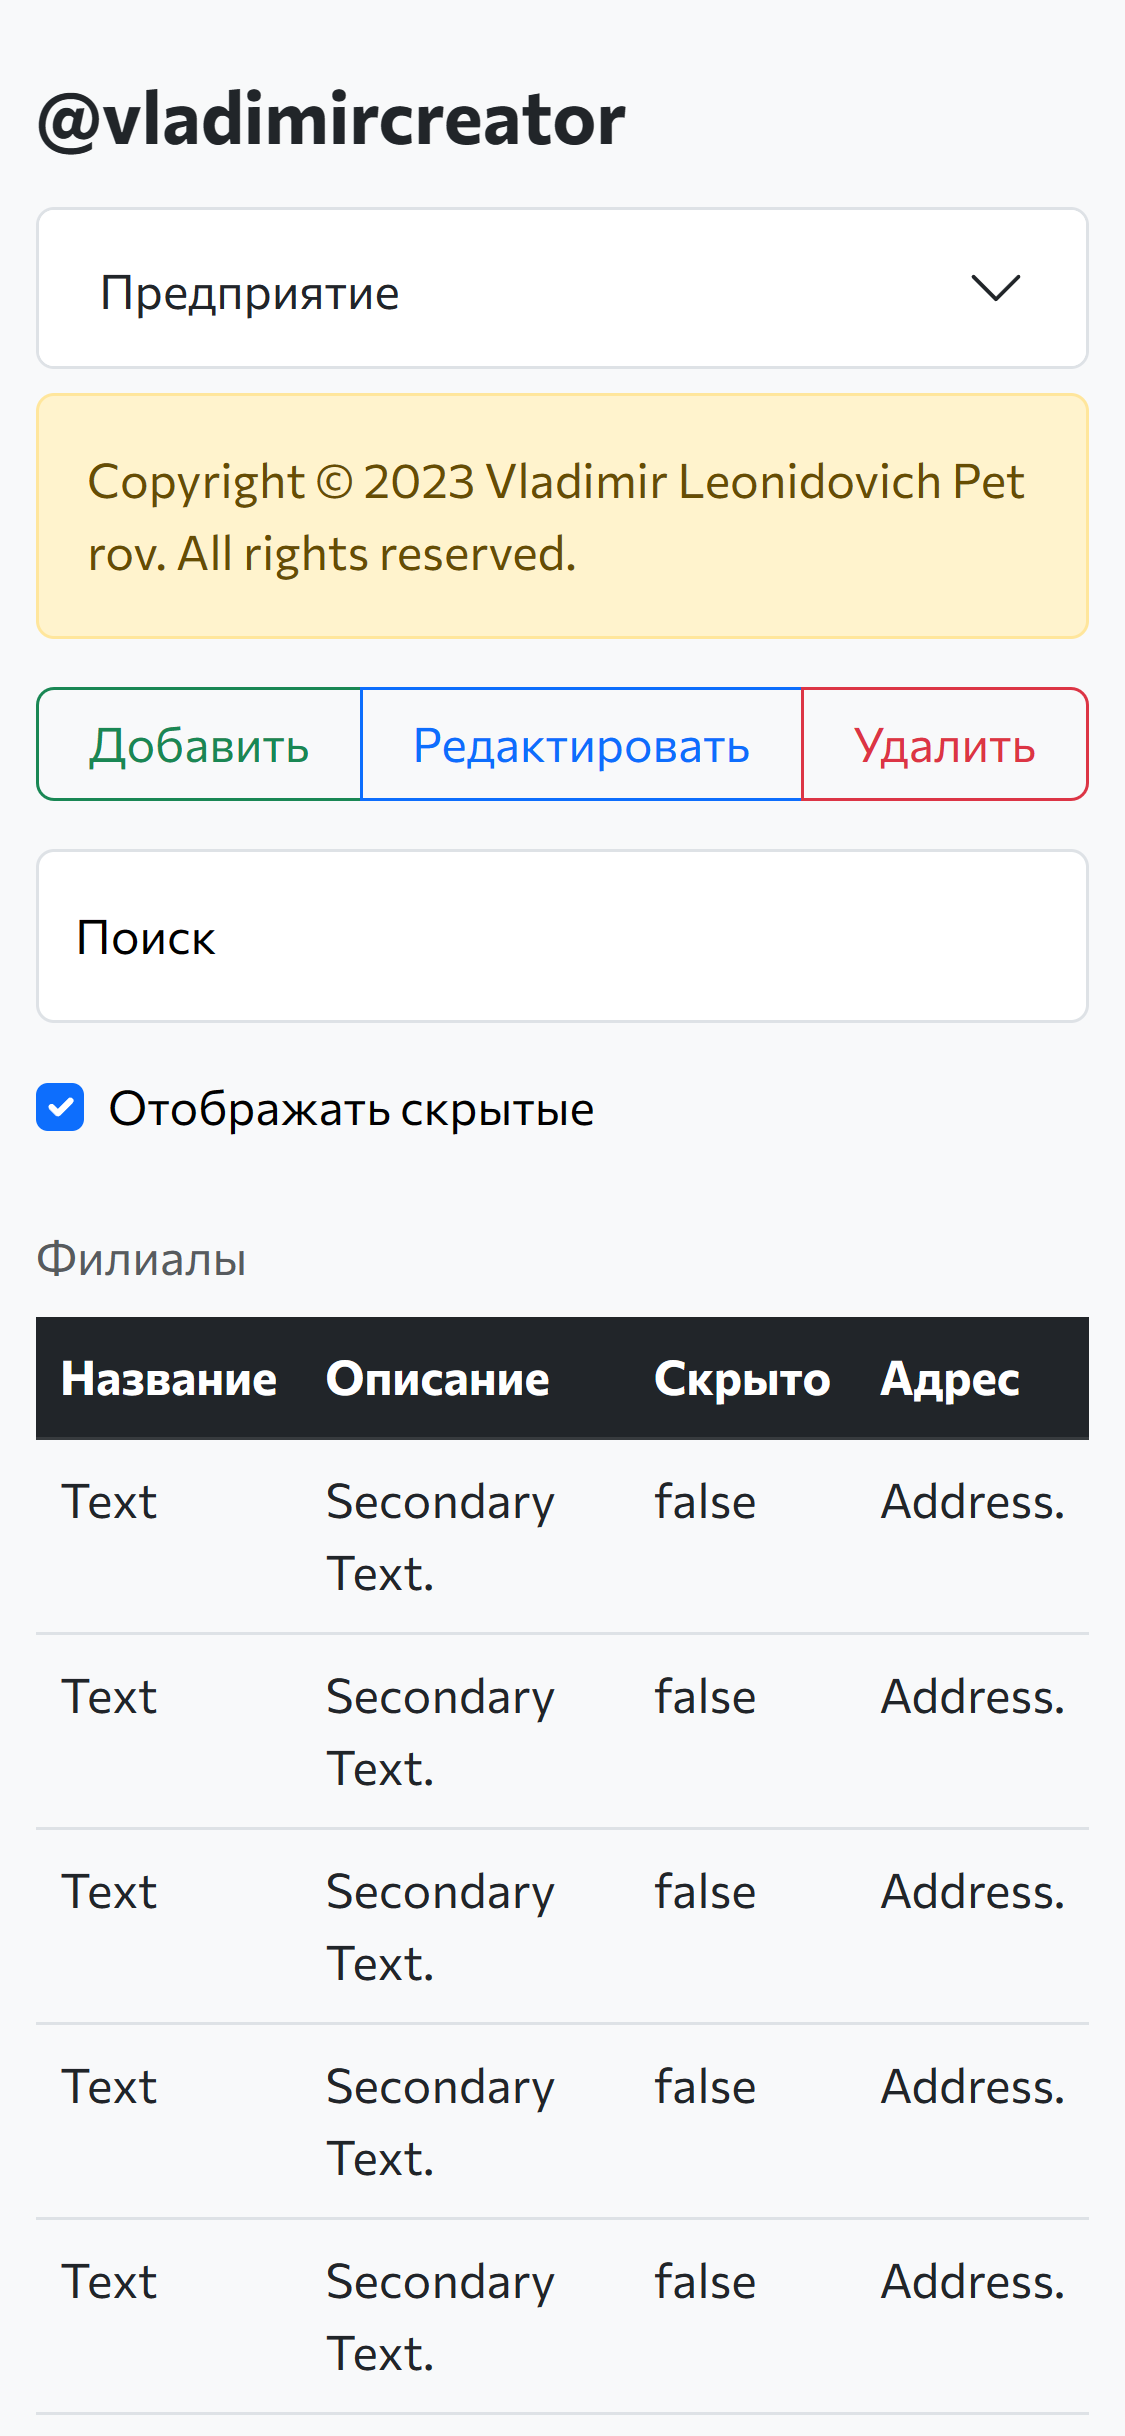 @vladimircreator
Предприятие
Copyright © 2023 Vladimir Leonidovich Pet
rov. All rights reserved.
Добавить Редактировать Удалить
Поиск
Отображать скрытые
Филиалы
Название Описание Скрыто Адрес
Text Secondary false Address.
Text.
Text Secondary false Address.
Text.
Text Secondary false Address.
Text.
Text Secondary false Address.
Text.
Text Secondary false Address.
Text.